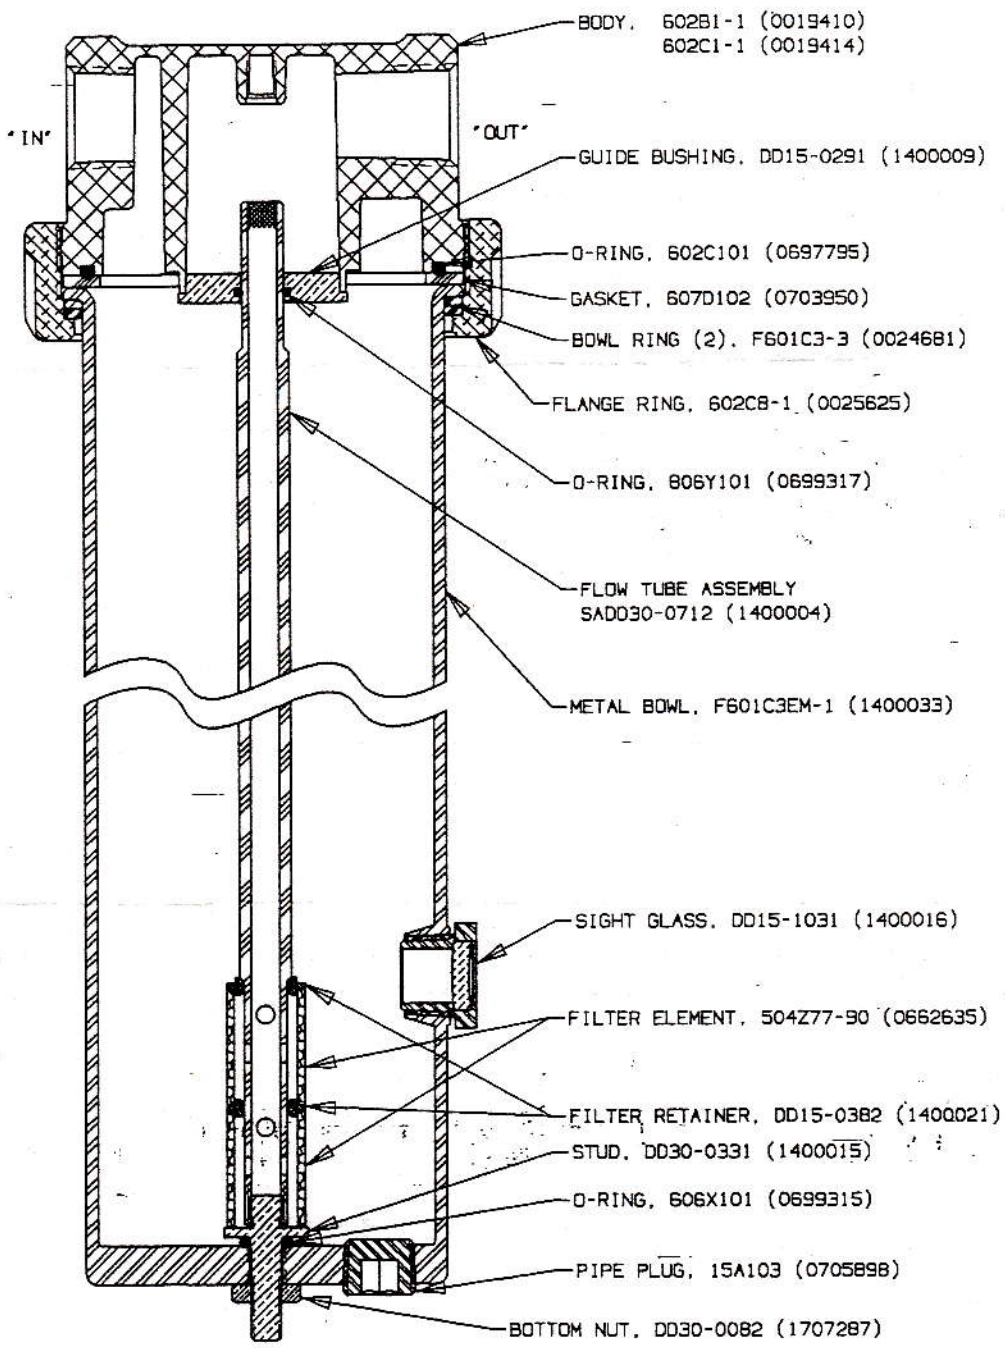 BODY, 602B1-1 (0019410)
602C1-1 (0019414)
"IN"
"OUT"
GUIDE BUSHING, DD15-0291 (1400009)
O-RING, 602C101 (0697795)
GASKET, 607D102 (0703950)
BOWL RING (2), F601C3-3 (0024681)
FLANGE RING, 602C8-1 (0025625)
O-RING, 806Y101 (0699317)
FLOW TUBE ASSEMBLY
SADD30-0712 (1400004)
METAL BOWL, F601C3EM-1 (1400033)
SIGHT GLASS, DD15-1031 (1400016)
FILTER ELEMENT, 504Z77-90 (0662635)
FILTER RETAINER, DD15-0382 (1400021)
STUD, DD30-0331 (1400015)
O-RING, 606X101 (0699315)
PIPE PLUG, 15A103 (0705898)
BOTTOM NUT, DD30-0082 (1707287)